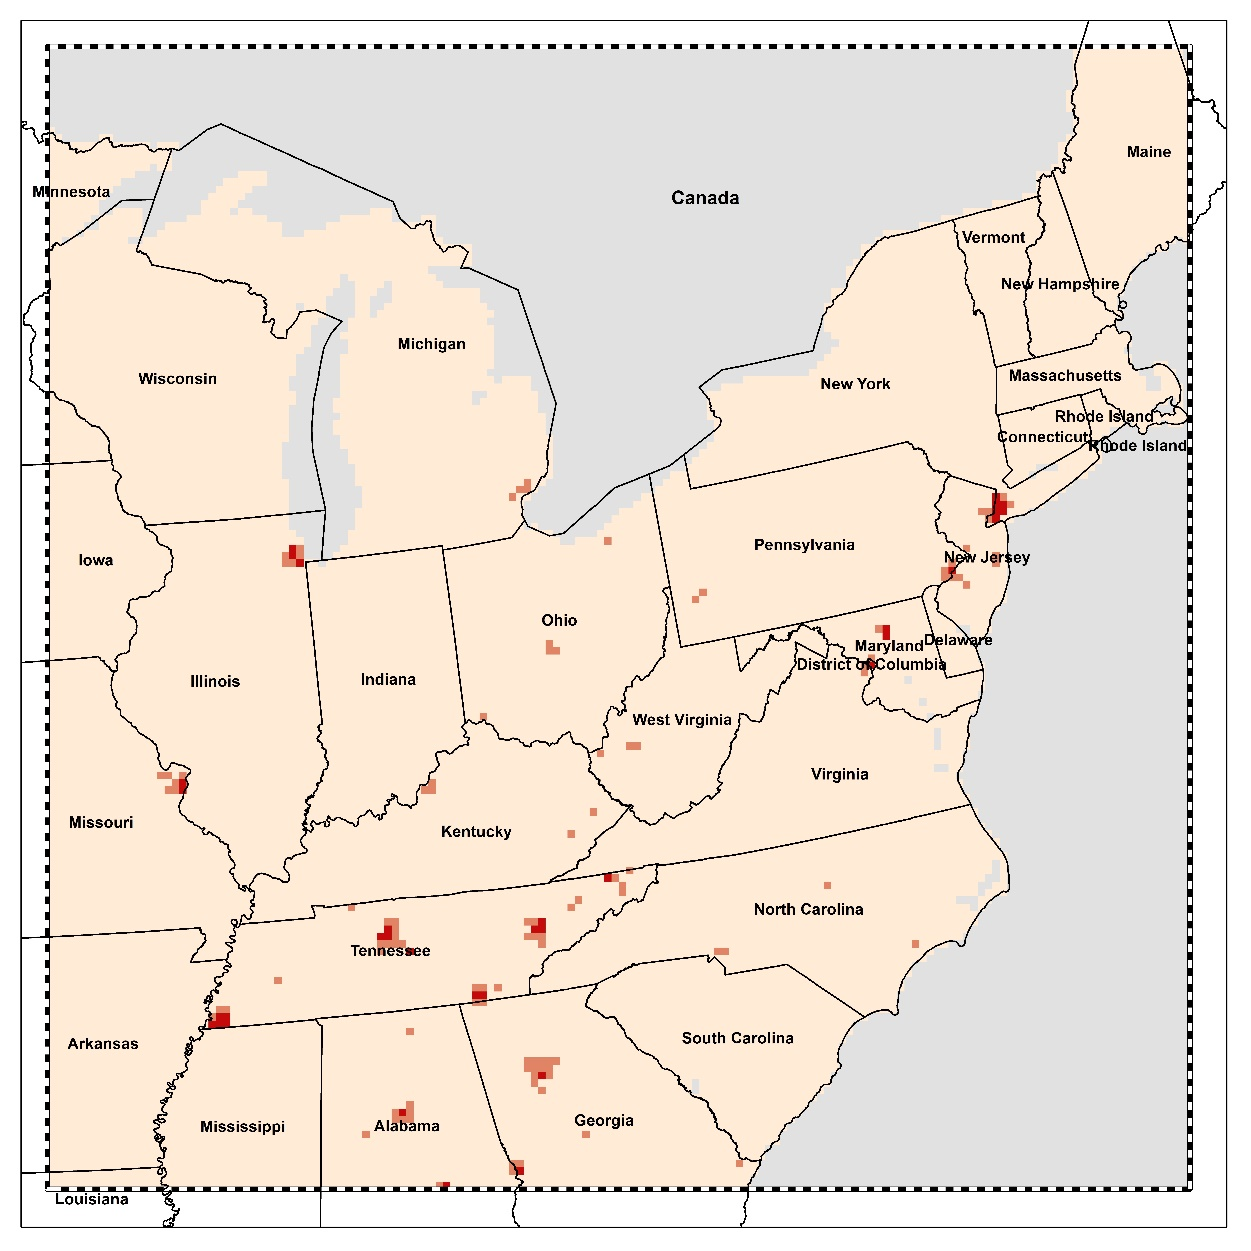 Maine
Minnesota
Canada
Vermont
New Hampshire
Michigan
Wisconsin
Massachusetts
New York
Rhode Island
Connecticut
Rhode Island
Pennsylvania
New Jersey
Iowa
Ohio
Delaware
Maryland
District of Columbia
Indiana
Illinois
West Virginia
Virginia
Missouri
Kentucky
North Carolina
Tennessee
South Carolina
Arkansas
Georgia
Mississippi
Alabama
Louisiana